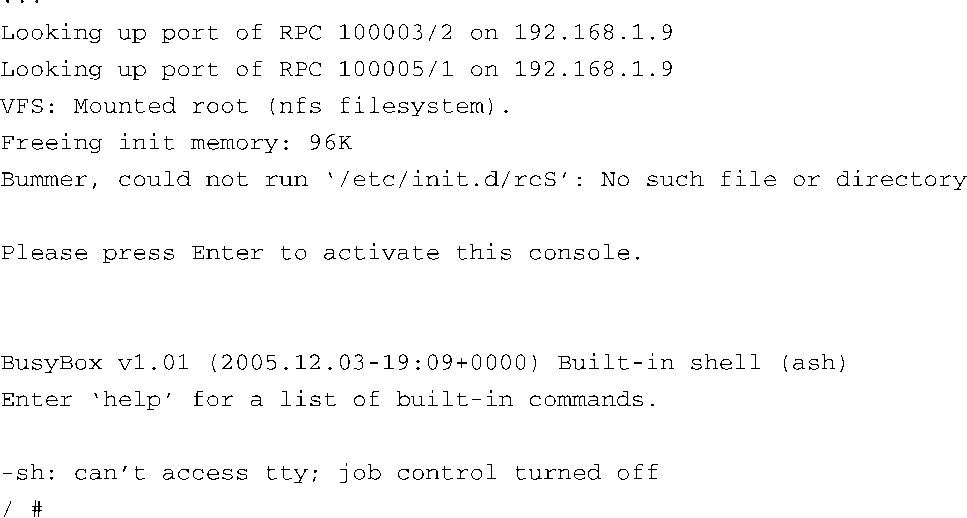 ...
Looking up port of RPC 100003/2 on 192.168.1.9
Looking up port of RPC 100005/1 on 192.168.1.9
VFS: Mounted root (nfs filesystem).
Freeing init memory: 96K
Bummer, could not run ‘/etc/init.d/rcS’: No such file or directory
Please press Enter to activate this console.
BusyBox v1.01 (2005.12.03-19:09+0000) Built-in shell (ash)
Enter ‘help’ for a list of built-in commands.
-sh: can’t access tty; job control turned off
/ #